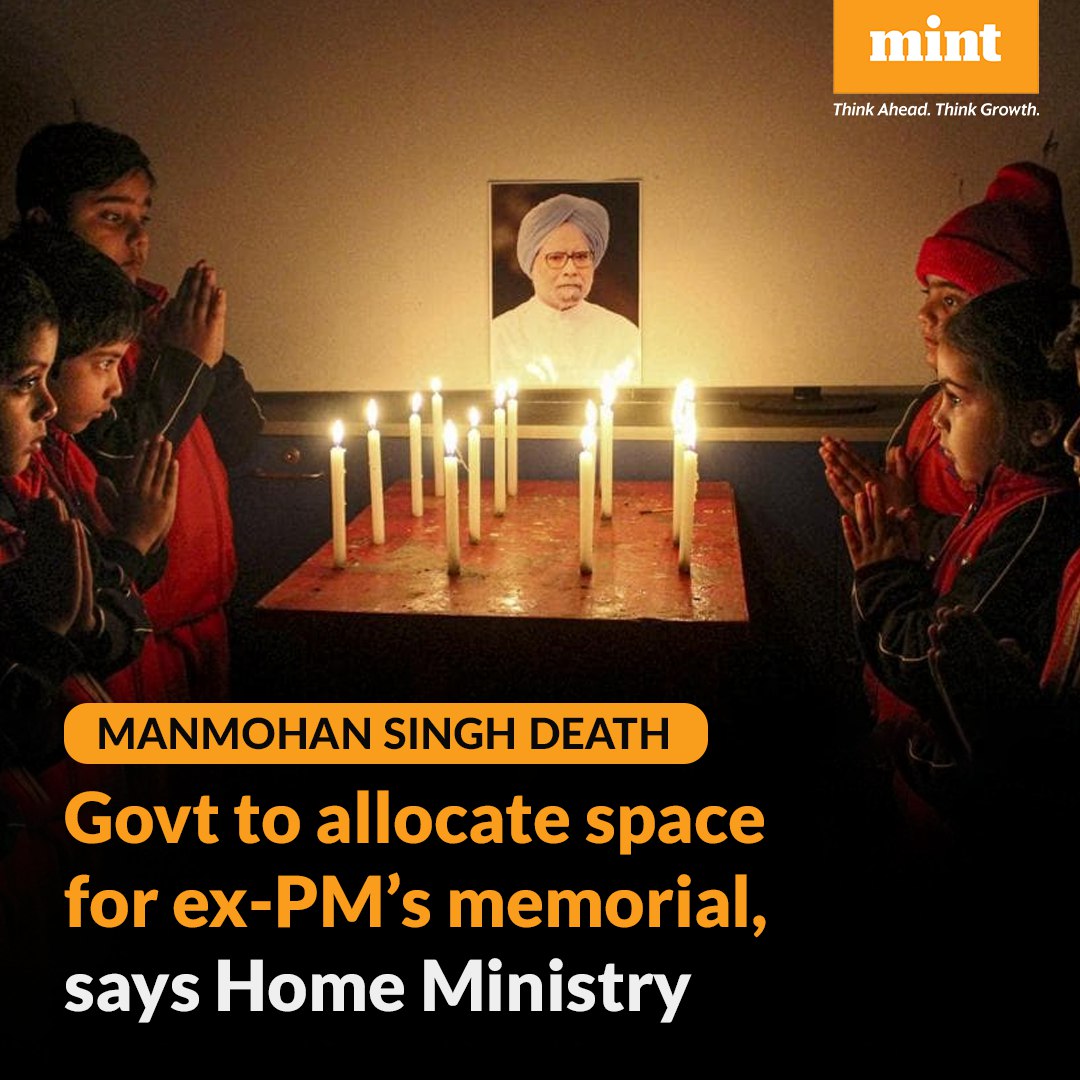 mint
Think Ahead. Think Growth.
MANMOHAN SINGH DEATH
Govt to allocate space
for ex-PM’s memorial,
says Home Ministry